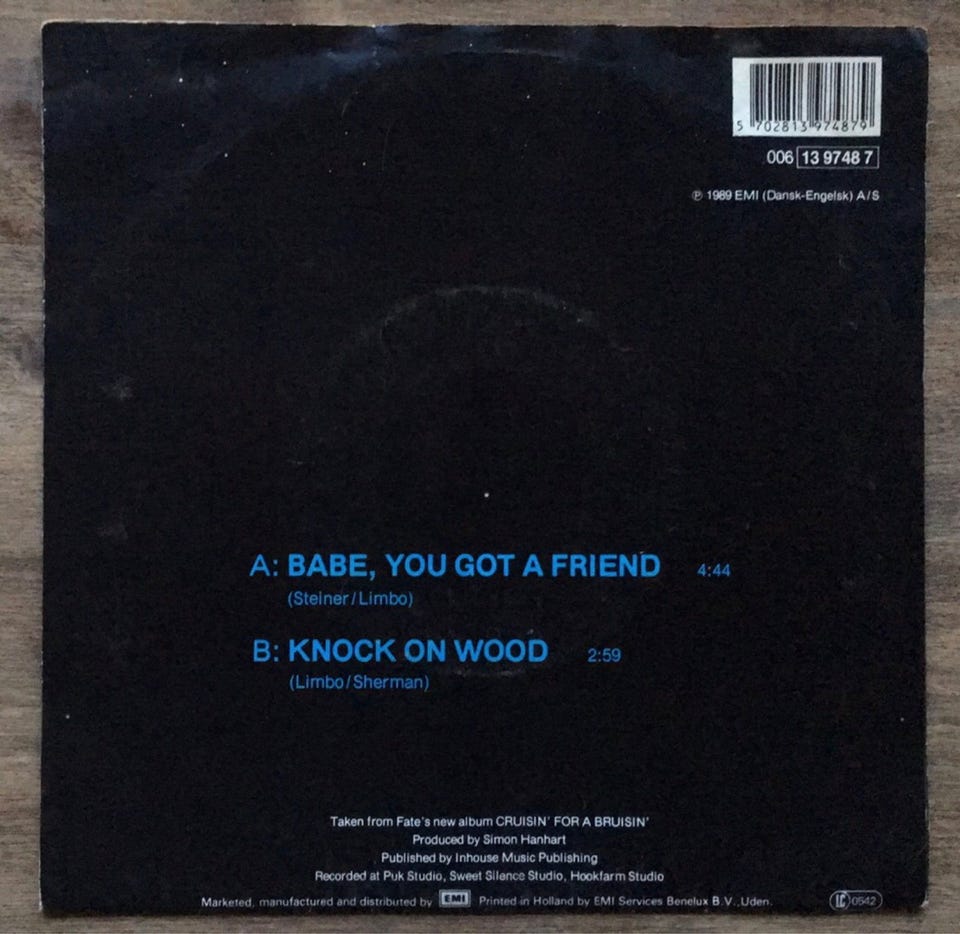 5 702813 974879
006 13 9748 7
℗ 1989 EMI (Dansk-Engelsk) A/S
A: BABE, YOU GOT A FRIEND 4:44
(Steiner/Limbo)
B: KNOCK ON WOOD 2:59
(Limbo/Sherman)
Taken from Fate's new album CRUISIN' FOR A BRUISIN'
Produced by Simon Hanhart
Published by Inhouse Music Publishing
Recorded at Puk Studio, Sweet Silence Studio, Hookfarm Studio
Marketed, manufactured and distributed by EMI Printed in Holland by EMI Services Benelux B.V., Uden. LC 0542